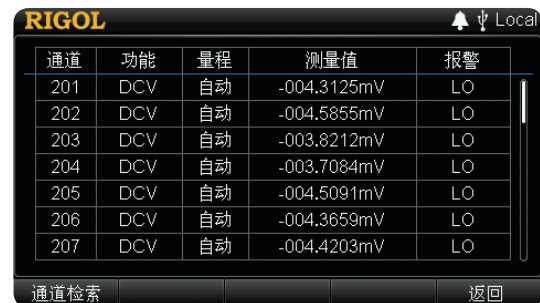 RIGOL Local
通道 功能 量程 测量值 报警
201 DCV 自动 -004.3125mV LO
202 DCV 自动 -004.5855mV LO
203 DCV 自动 -003.8212mV LO
204 DCV 自动 -003.7084mV LO
205 DCV 自动 -004.5091mV LO
206 DCV 自动 -004.3659mV LO
207 DCV 自动 -004.4203mV LO
通道检索 返回